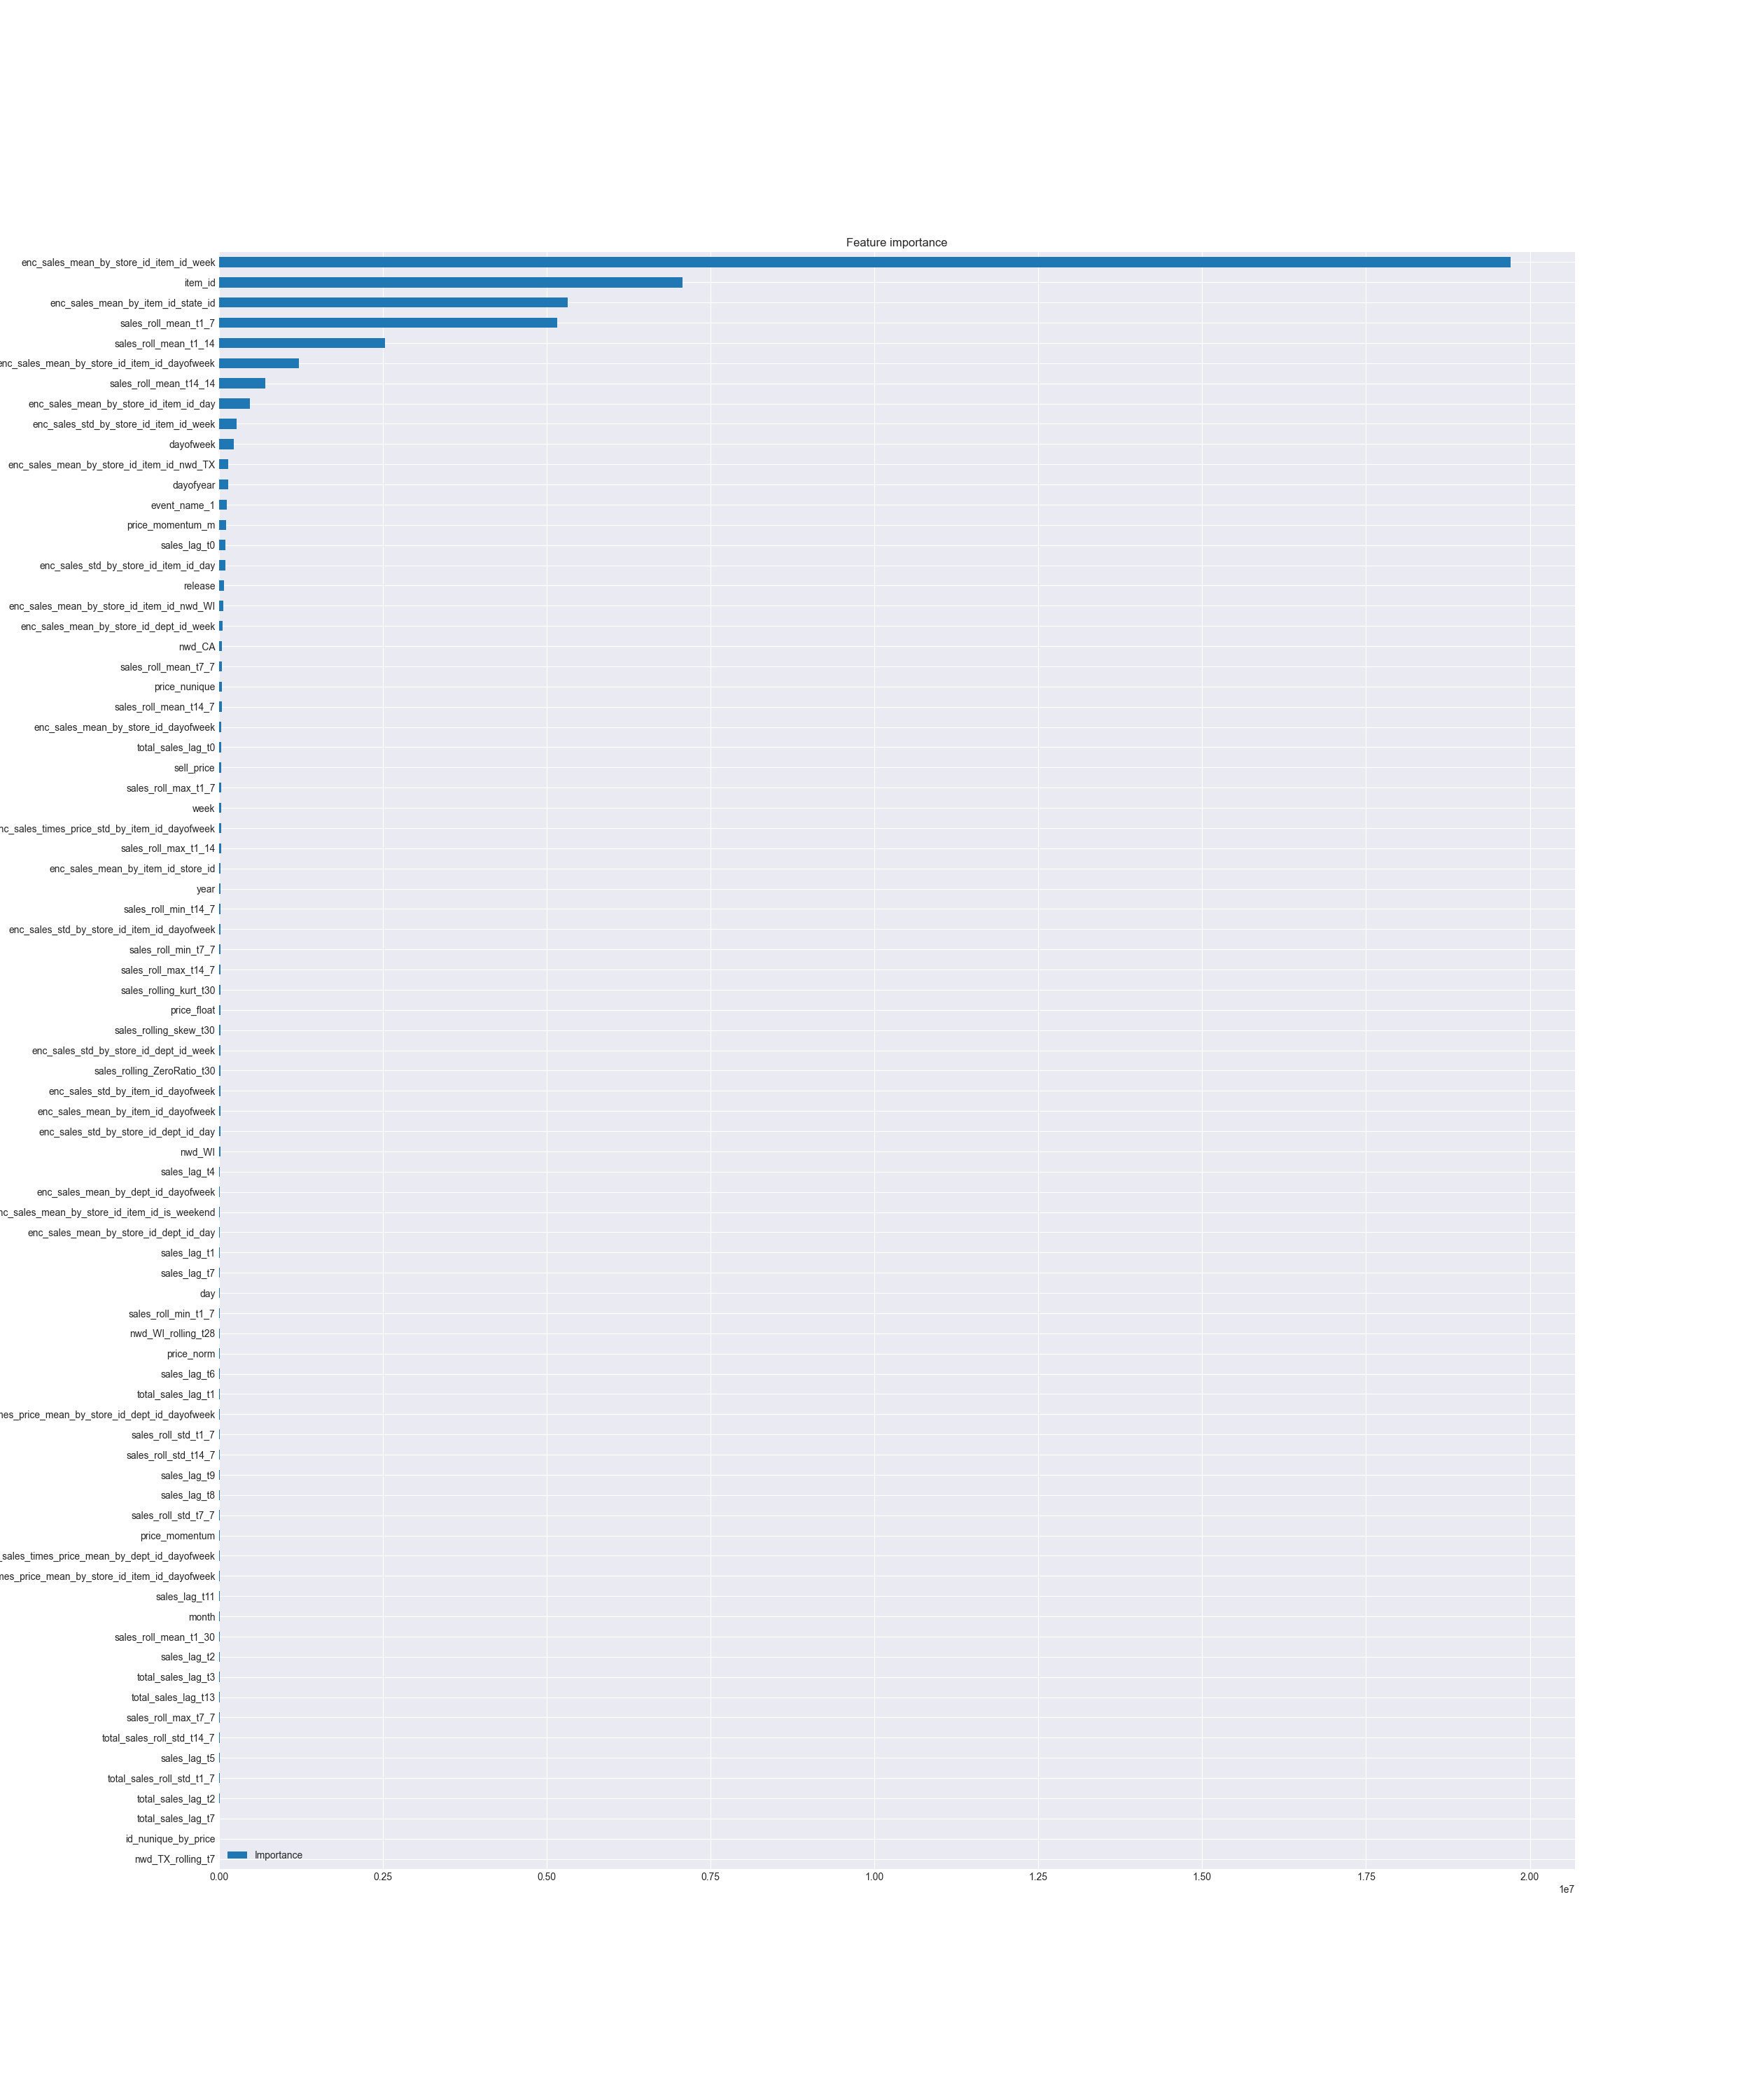 Feature importance
enc_sales_mean_by_store_id_item_id_week
item_id
enc_sales_mean_by_item_id_state_id
sales_roll_mean_t1_7
sales_roll_mean_t1_14
enc_sales_mean_by_store_id_item_id_dayofweek
sales_roll_mean_t14_14
enc_sales_mean_by_store_id_item_id_day
enc_sales_std_by_store_id_item_id_week
dayofweek
enc_sales_mean_by_store_id_item_id_nwd_TX
dayofyear
event_name_1
price_momentum_m
sales_lag_t0
enc_sales_std_by_store_id_item_id_day
release
enc_sales_mean_by_store_id_item_id_nwd_WI
enc_sales_mean_by_store_id_dept_id_week
nwd_CA
sales_roll_mean_t7_7
price_nunique
sales_roll_mean_t14_7
enc_sales_mean_by_store_id_dayofweek
total_sales_lag_t0
sell_price
sales_roll_max_t1_7
week
nc_sales_times_price_std_by_item_id_dayofweek
sales_roll_max_t1_14
enc_sales_mean_by_item_id_store_id
year
sales_roll_min_t14_7
enc_sales_std_by_store_id_item_id_dayofweek
sales_roll_min_t7_7
sales_roll_max_t14_7
sales_rolling_kurt_t30
price_float
sales_rolling_skew_t30
enc_sales_std_by_store_id_dept_id_week
sales_rolling_ZeroRatio_t30
enc_sales_std_by_item_id_dayofweek
enc_sales_mean_by_item_id_dayofweek
enc_sales_std_by_store_id_dept_id_day
nwd_WI
sales_lag_t4
enc_sales_mean_by_dept_id_dayofweek
nc_sales_mean_by_store_id_item_id_is_weekend
enc_sales_mean_by_store_id_dept_id_day
sales_lag_t1
sales_lag_t7
day
sales_roll_min_t1_7
nwd_WI_rolling_t28
price_norm
sales_lag_t6
total_sales_lag_t1
mes_price_mean_by_store_id_dept_id_dayofweek
sales_roll_std_t1_7
sales_roll_std_t14_7
sales_lag_t9
sales_lag_t8
sales_roll_std_t7_7
price_momentum
_sales_times_price_mean_by_dept_id_dayofweek
mes_price_mean_by_store_id_item_id_dayofweek
sales_lag_t11
month
sales_roll_mean_t1_30
sales_lag_t2
total_sales_lag_t3
total_sales_lag_t13
sales_roll_max_t7_7
total_sales_roll_std_t14_7
sales_lag_t5
total_sales_roll_std_t1_7
total_sales_lag_t2
total_sales_lag_t7
id_nunique_by_price
nwd_TX_rolling_t7
Importance
0.00 0.25 0.50 0.75 1.00 1.25 1.50 1.75 2.00
1e7